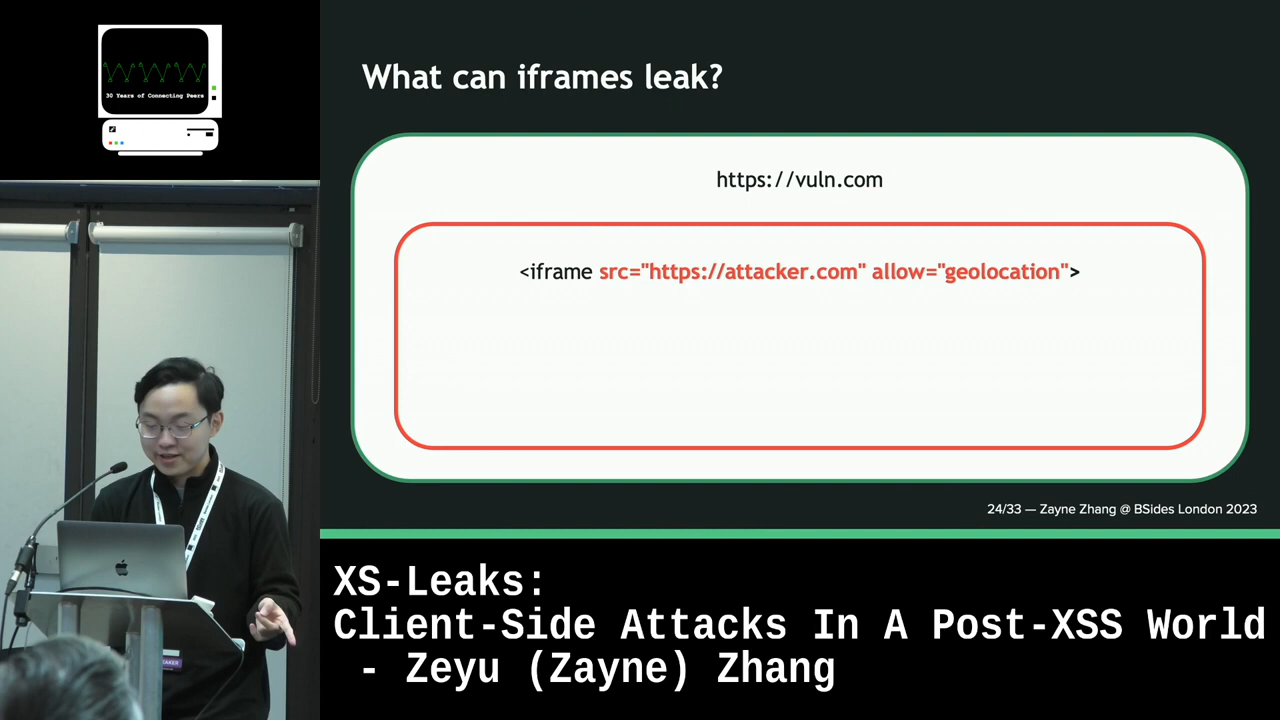 30 Years of Connecting Peers
What can iframes leak?
https://vuln.com
<iframe src="https://attacker.com" allow="geolocation">
24/33 — Zayne Zhang @ BSides London 2023
XS-Leaks:
Client-Side Attacks In A Post-XSS World
- Zeyu (Zayne) Zhang